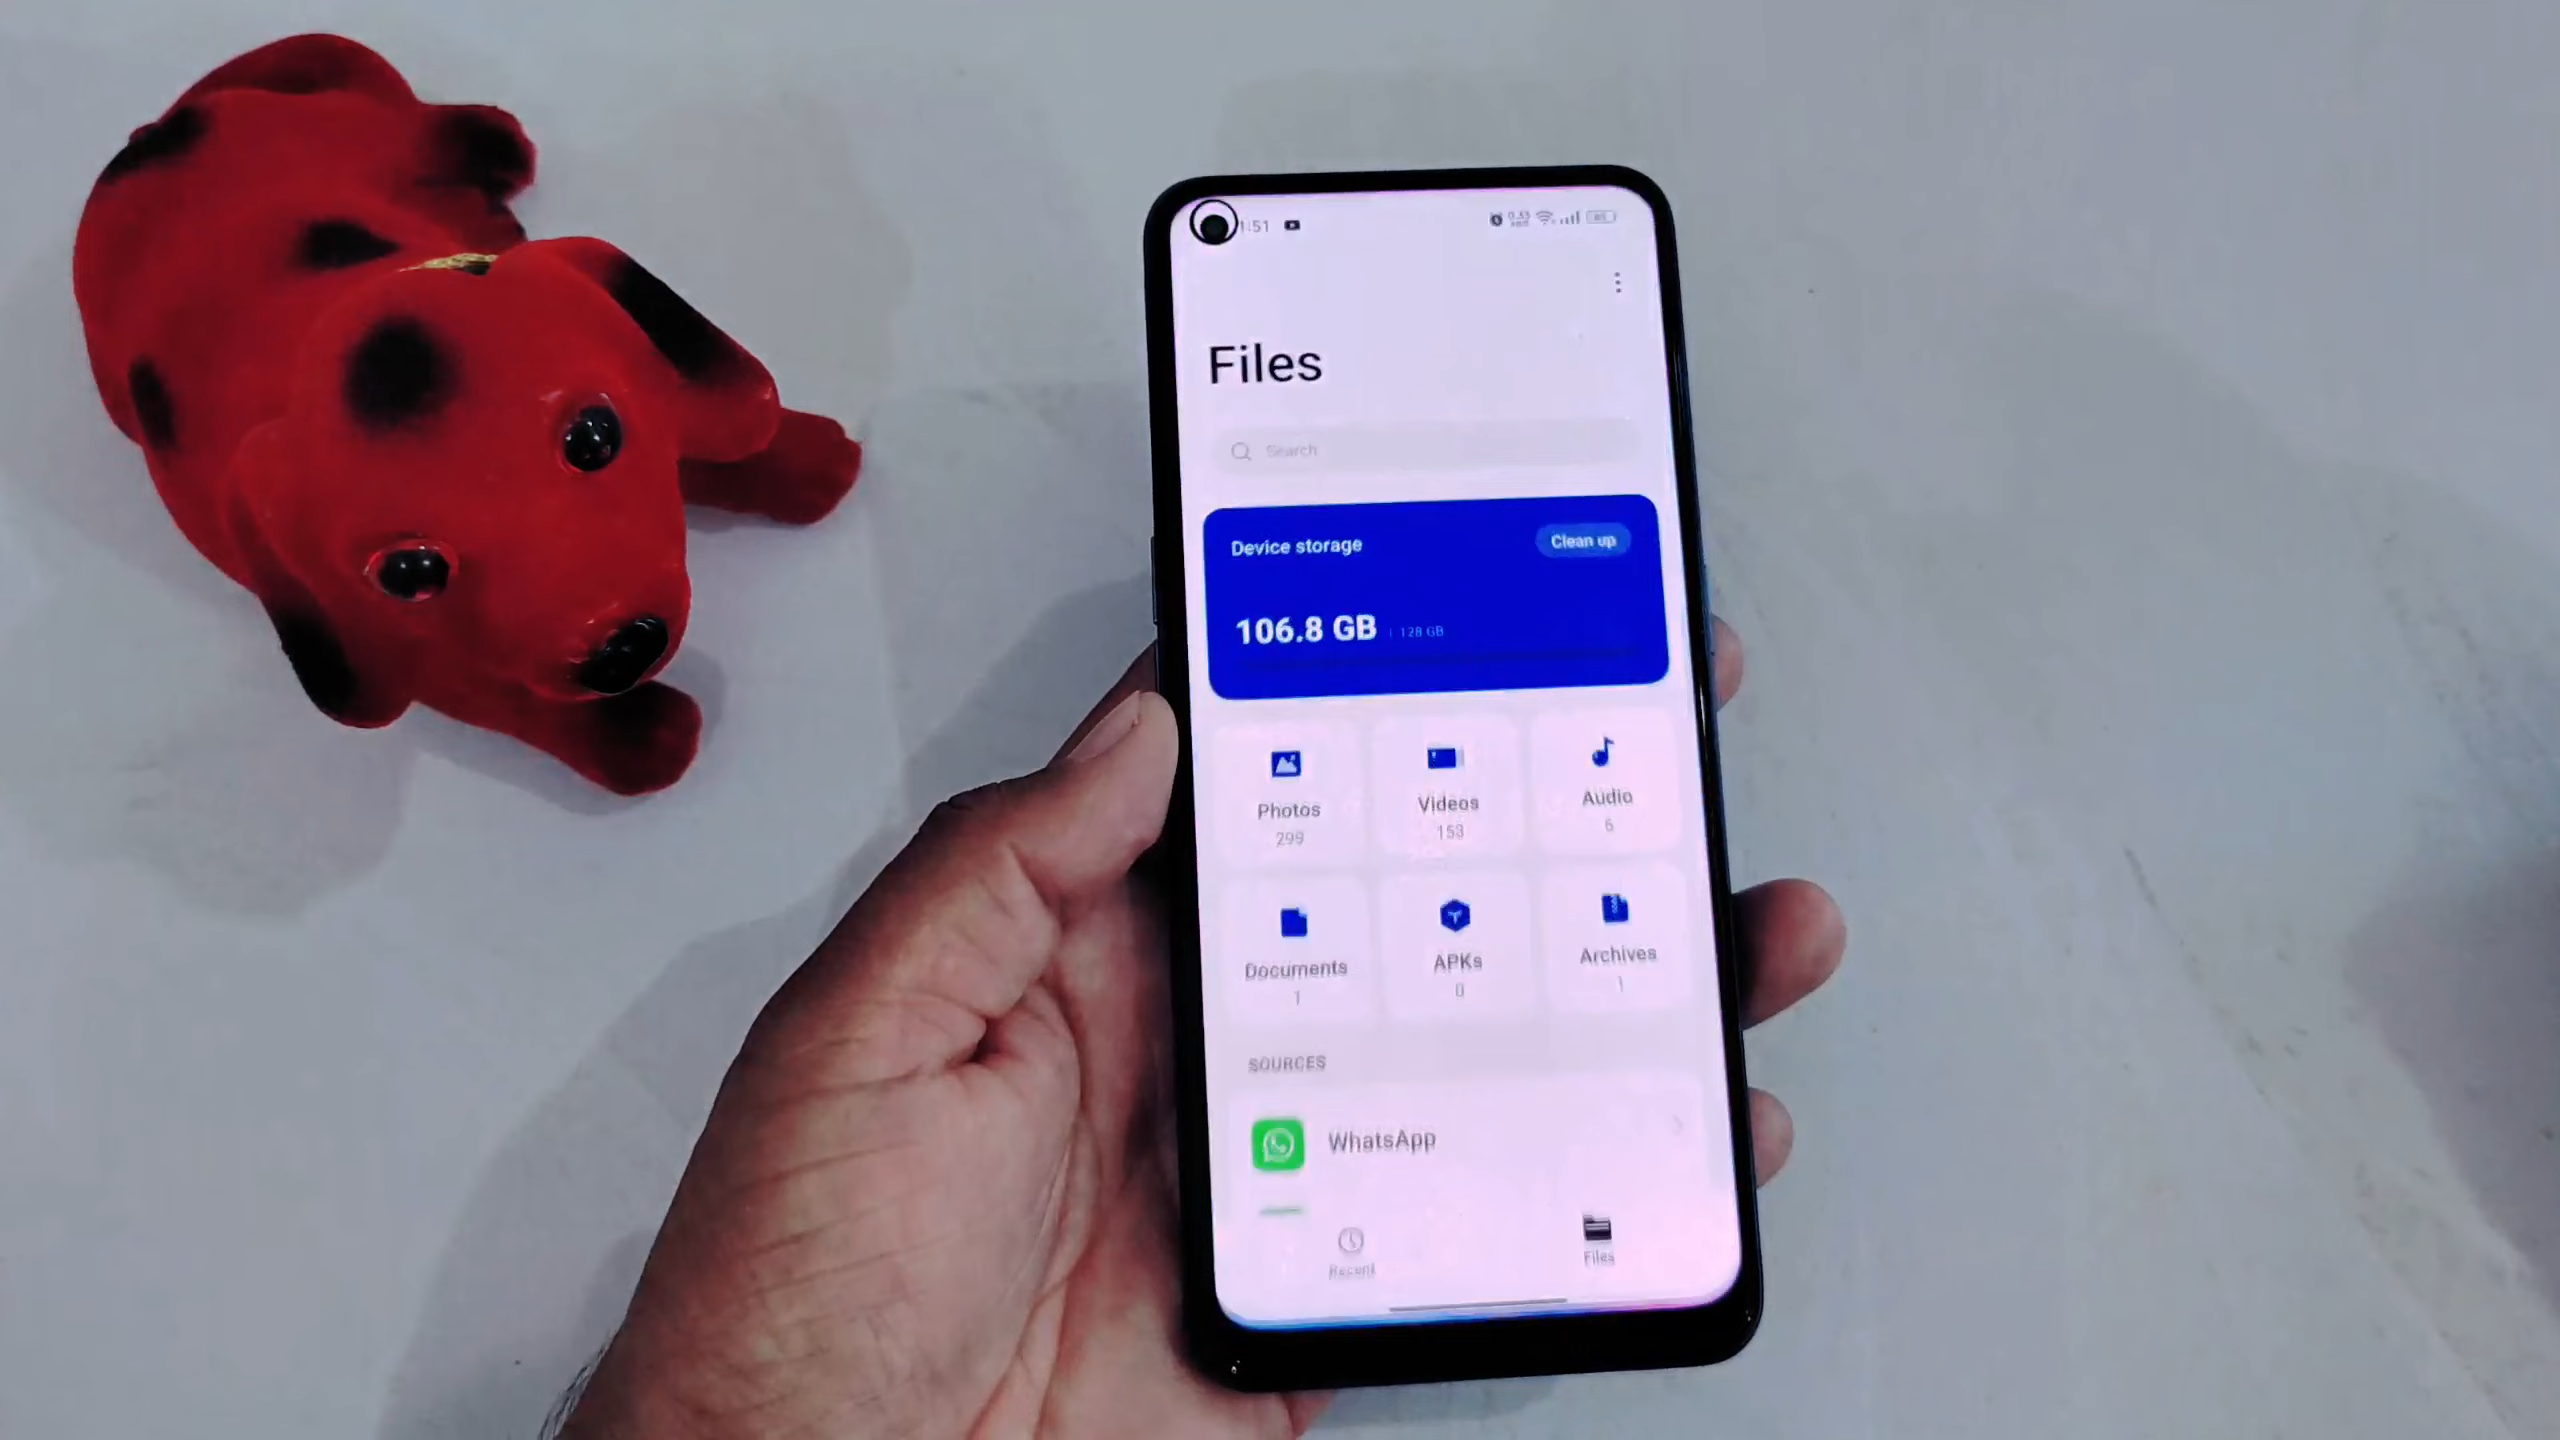 1:51
Files
Search
Device storage
Clean up
106.8 GB | 128 GB
Photos
299
Videos
153
Audio
6
Documents
1
APKs
0
Archives
1
SOURCES
WhatsApp
Recent
Files